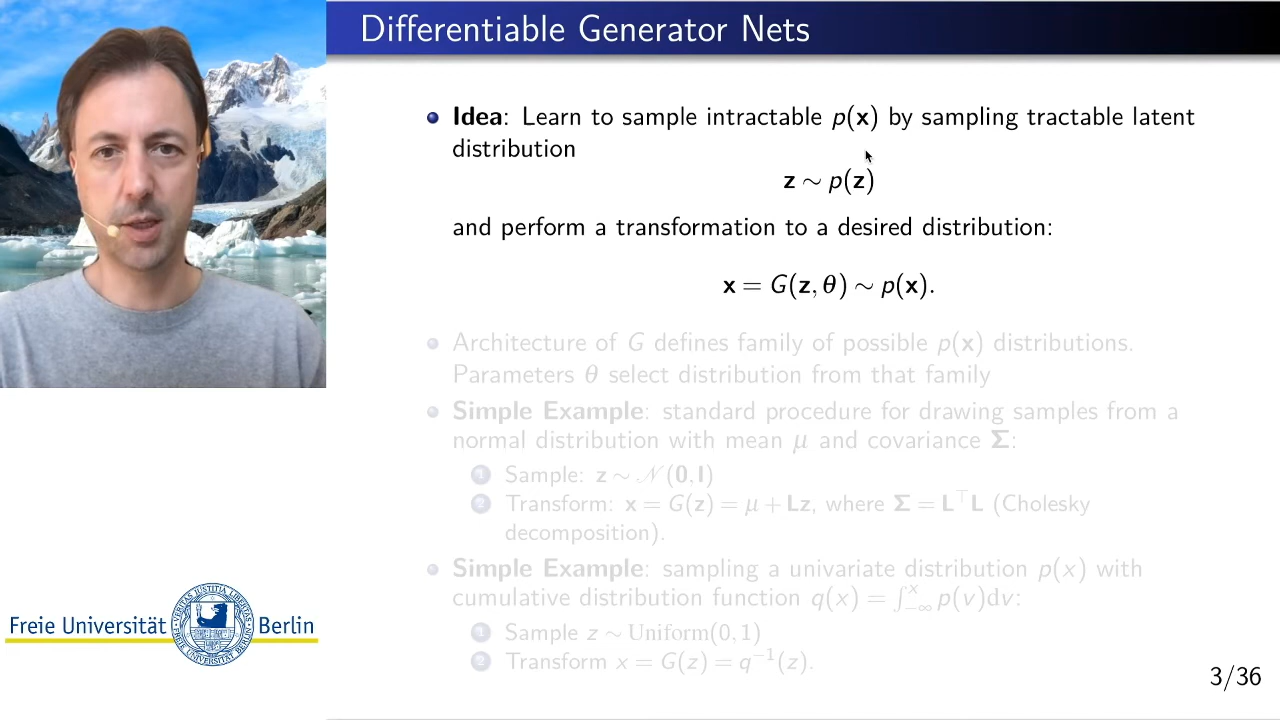 Differentiable Generator Nets
Idea: Learn to sample intractable p(x) by sampling tractable latent
distribution
z ∼ p(z)
and perform a transformation to a desired distribution:
x = G(z, θ) ∼ p(x).
Architecture of G defines family of possible p(x) distributions.
Parameters θ select distribution from that family
Simple Example: standard procedure for drawing samples from a
normal distribution with mean μ and covariance Σ:
1 Sample: z ∼ 𝒩(0, I)
2 Transform: x = G(z) = μ + Lz, where Σ = L⊤L (Cholesky
decomposition).
Simple Example: sampling a univariate distribution p(x) with
cumulative distribution function q(x) = ∫₋∞ˣ p(v)dv:
1 Sample z ∼ Uniform(0, 1)
2 Transform x = G(z) = q⁻¹(z).
Freie Universität Berlin
3/36